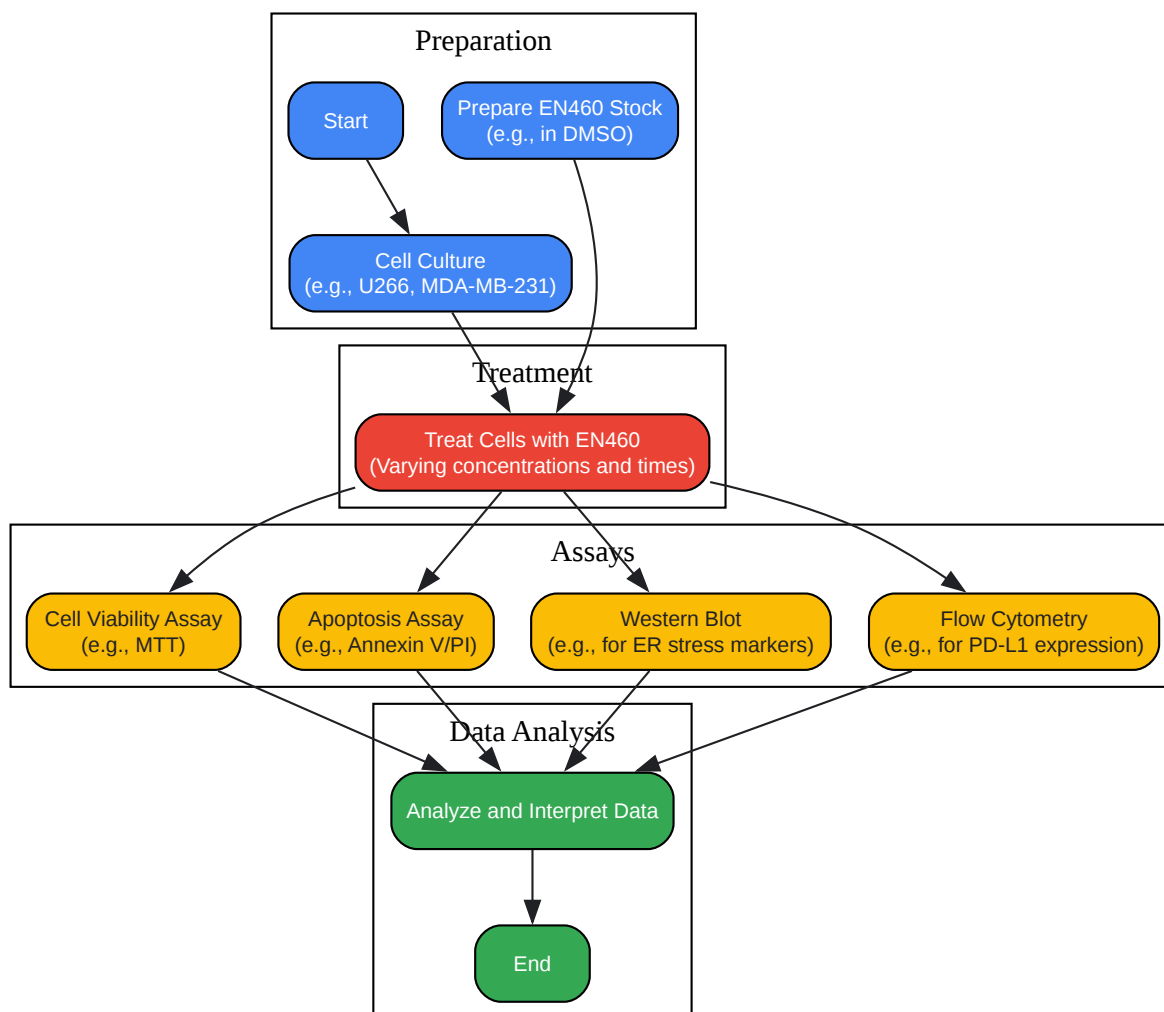 Preparation
Start
Prepare EN460 Stock
(e.g., in DMSO)
Cell Culture
(e.g., U266, MDA-MB-231)
Treatment
Treat Cells with EN460
(Varying concentrations and times)
Assays
Cell Viability Assay
(e.g., MTT)
Apoptosis Assay
(e.g., Annexin V/PI)
Western Blot
(e.g., for ER stress markers)
Flow Cytometry
(e.g., for PD-L1 expression)
Data Analysis
Analyze and Interpret Data
End